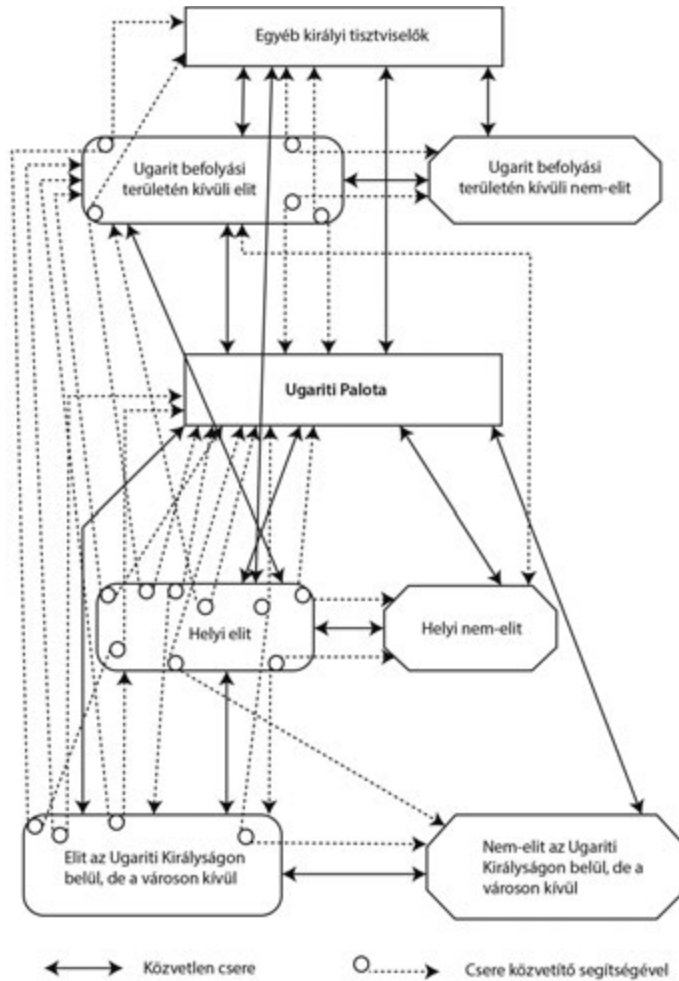 Egyéb királyi tisztviselők
Ugarit befolyási
területén kívüli elit
Ugarit befolyási
területén kívüli nem-elit
Ugariti Palota
Helyi elit
Helyi nem-elit
Elit az Ugariti Királyságon
belül, de a városon kívül
Nem-elit az Ugariti
Királyságon belül, de a
városon kívül
Közvetlen csere
Csere közvetítő segítségével